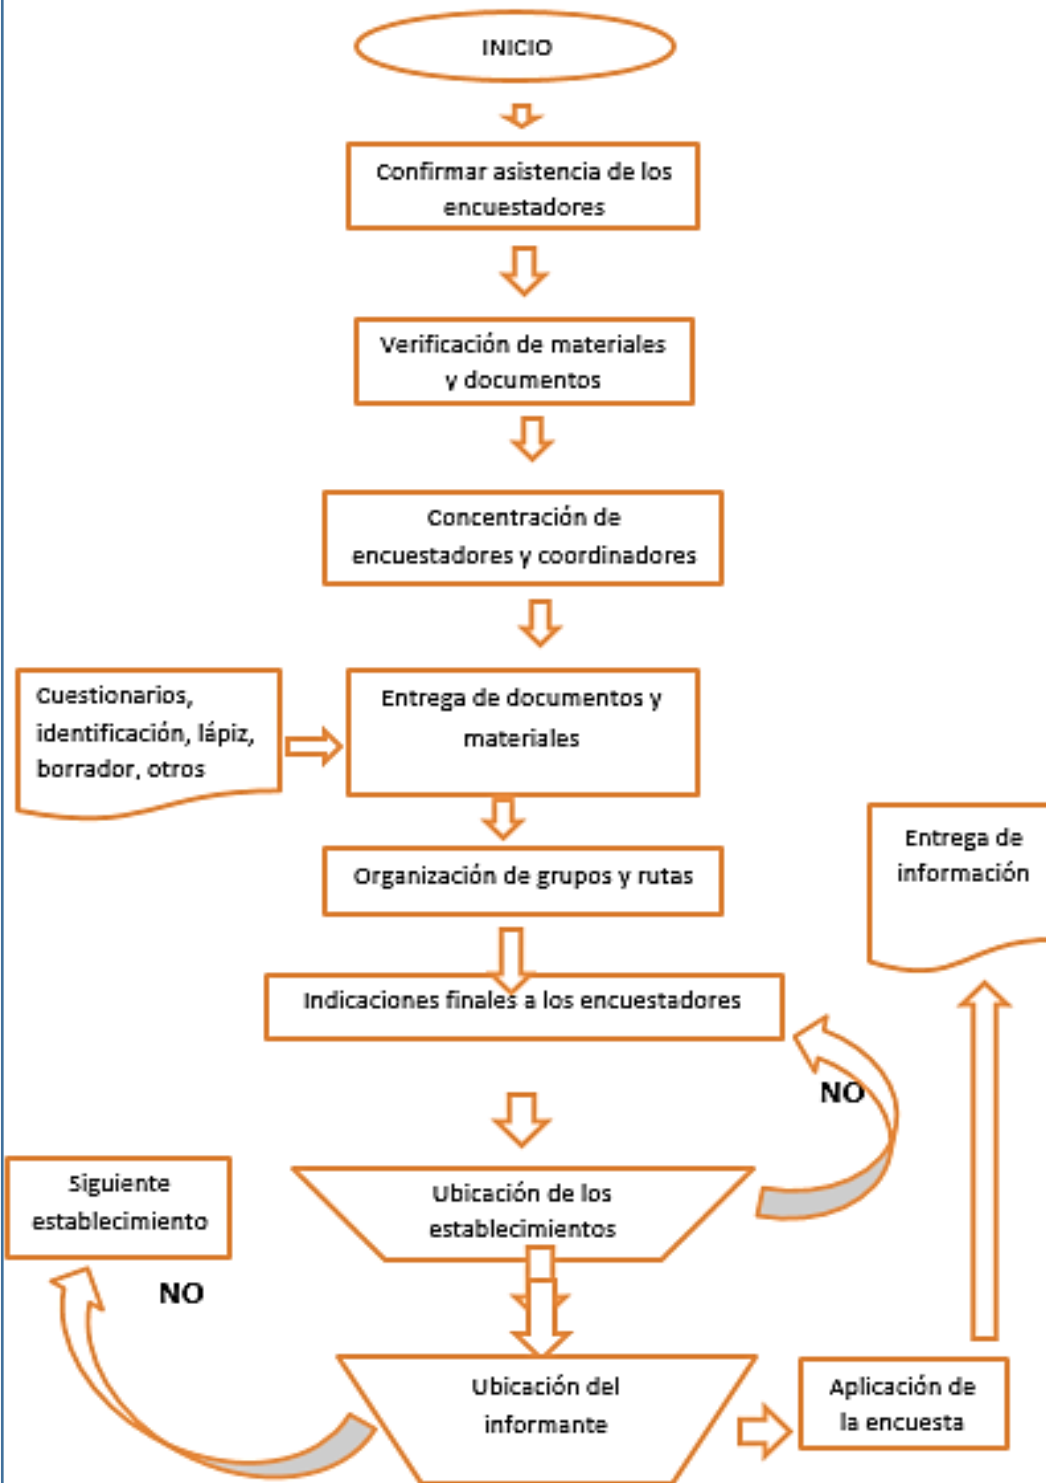 INICIO
Confirmar asistencia de los
encuestadores
Verificación de materiales
y documentos
Concentración de
encuestadores y coordinadores
Cuestionarios,
identificación, lápiz,
borrador, otros
Entrega de documentos y
materiales
Entrega de
información
Organización de grupos y rutas
Indicaciones finales a los encuestadores
NO
Siguiente
establecimiento
Ubicación de los
establecimientos
NO
Ubicación del
informante
Aplicación de
la encuesta